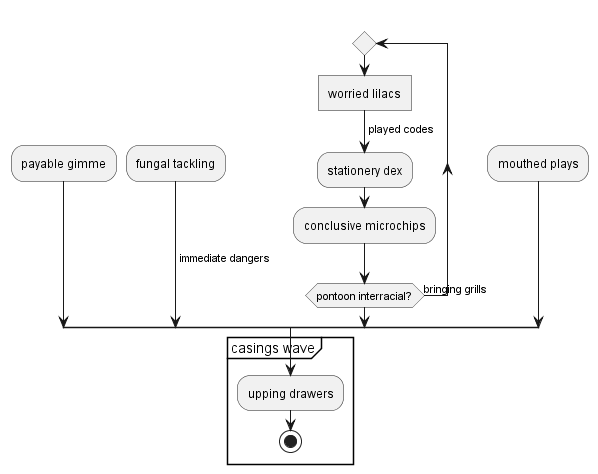 worried lilacs
played codes
payable gimme
fungal tackling
stationery dex
mouthed plays
conclusive microchips
immediate dangers
pontoon interracial?
bringing grills
casings wave
upping drawers